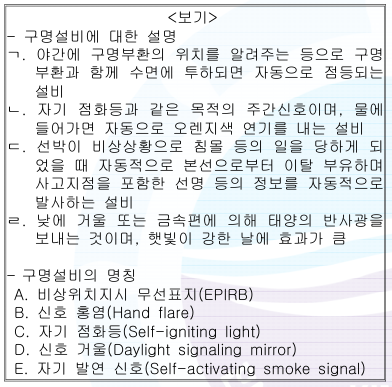 <보기>
- 구명설비에 대한 설명
ㄱ. 야간에 구명부환의 위치를 알려주는 등으로 구명
부환과 함께 수면에 투하되면 자동으로 점등되는
설비
ㄴ. 자기 점화등과 같은 목적의 주간신호이며, 물에
들어가면 자동으로 오렌지색 연기를 내는 설비
ㄷ. 선박이 비상상황으로 침몰 등의 일을 당하게 되
었을 때 자동적으로 본선으로부터 이탈 부유하며
사고지점을 포함한 선명 등의 정보를 자동적으로
발사하는 설비
ㄹ. 낮에 거울 또는 금속편에 의해 태양의 반사광을
보내는 것이며, 햇빛이 강한 날에 효과가 큼
- 구명설비의 명칭
A. 비상위치지시 무선표지(EPIRB)
B. 신호 홍염(Hand flare)
C. 자기 점화등(Self-igniting light)
D. 신호 거울(Daylight signaling mirror)
E. 자기 발연 신호(Self-activating smoke signal)